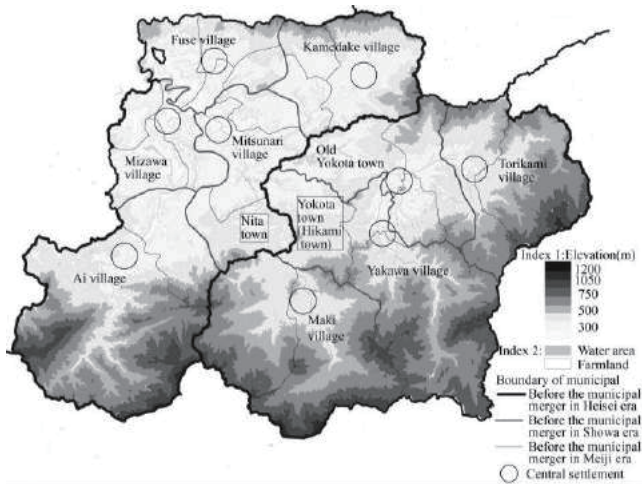 Fuse village
Kamedake village
Mizawa
village
Mitsunari
village
Old
Yokota town
Torikami
village
Nita
town
Yokota
town
(Hikami
town)
Ai village
Yakawa village
Maki
village
Index 1:Elevation(m)
1200
1050
750
500
300
Index 2:
Water area
Farmland
Boundary of municipal
Before the municipal
merger in Heisei era
Before the municipal
merger in Showa era
Before the municipal
merger in Meiji era
Central settlement